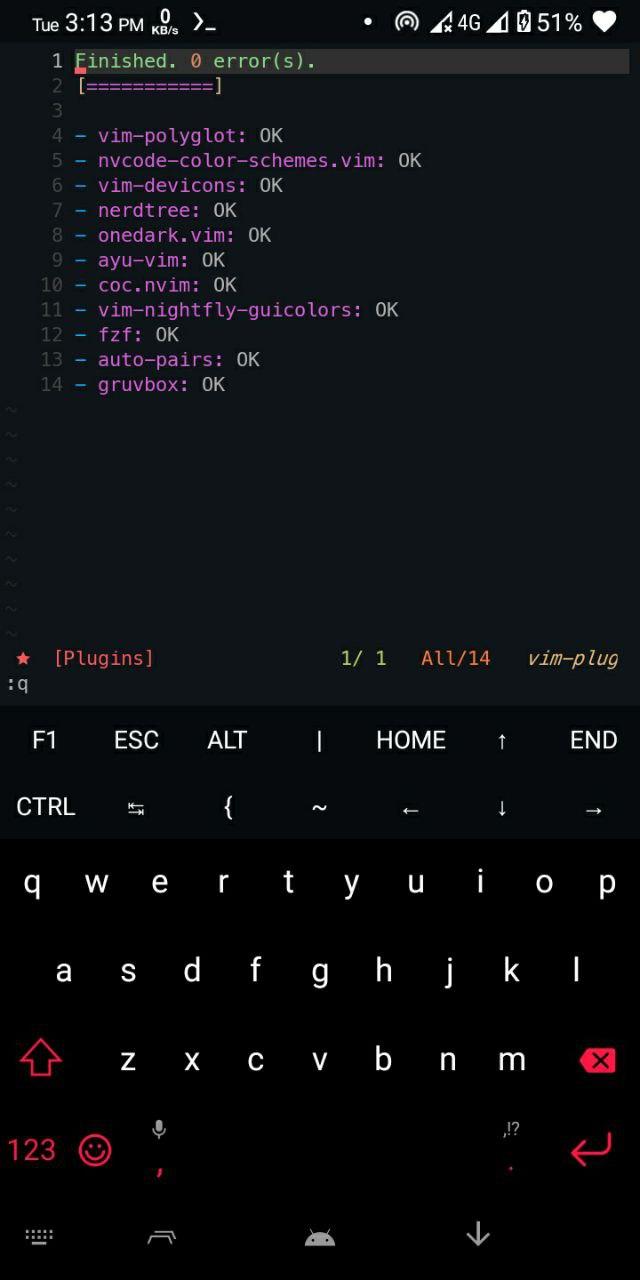 Tue 3:13 PM 0 KB/s 4G 51%
1 Finished. 0 error(s).
2 [===========]
3
4 - vim-polyglot: OK
5 - nvcode-color-schemes.vim: OK
6 - vim-devicons: OK
7 - nerdtree: OK
8 - onedark.vim: OK
9 - ayu-vim: OK
10 - coc.nvim: OK
11 - vim-nightfly-guicolors: OK
12 - fzf: OK
13 - auto-pairs: OK
14 - gruvbox: OK
~
~
~
~
~
~
~
~
~
~
★ [Plugins] 1/ 1 All/14 vim-plug
:q
F1 ESC ALT | HOME ↑ END
CTRL ↹ { ~ ← ↓ →
q w e r t y u i o p
a s d f g h j k l
z x c v b n m
,!?
123 , .